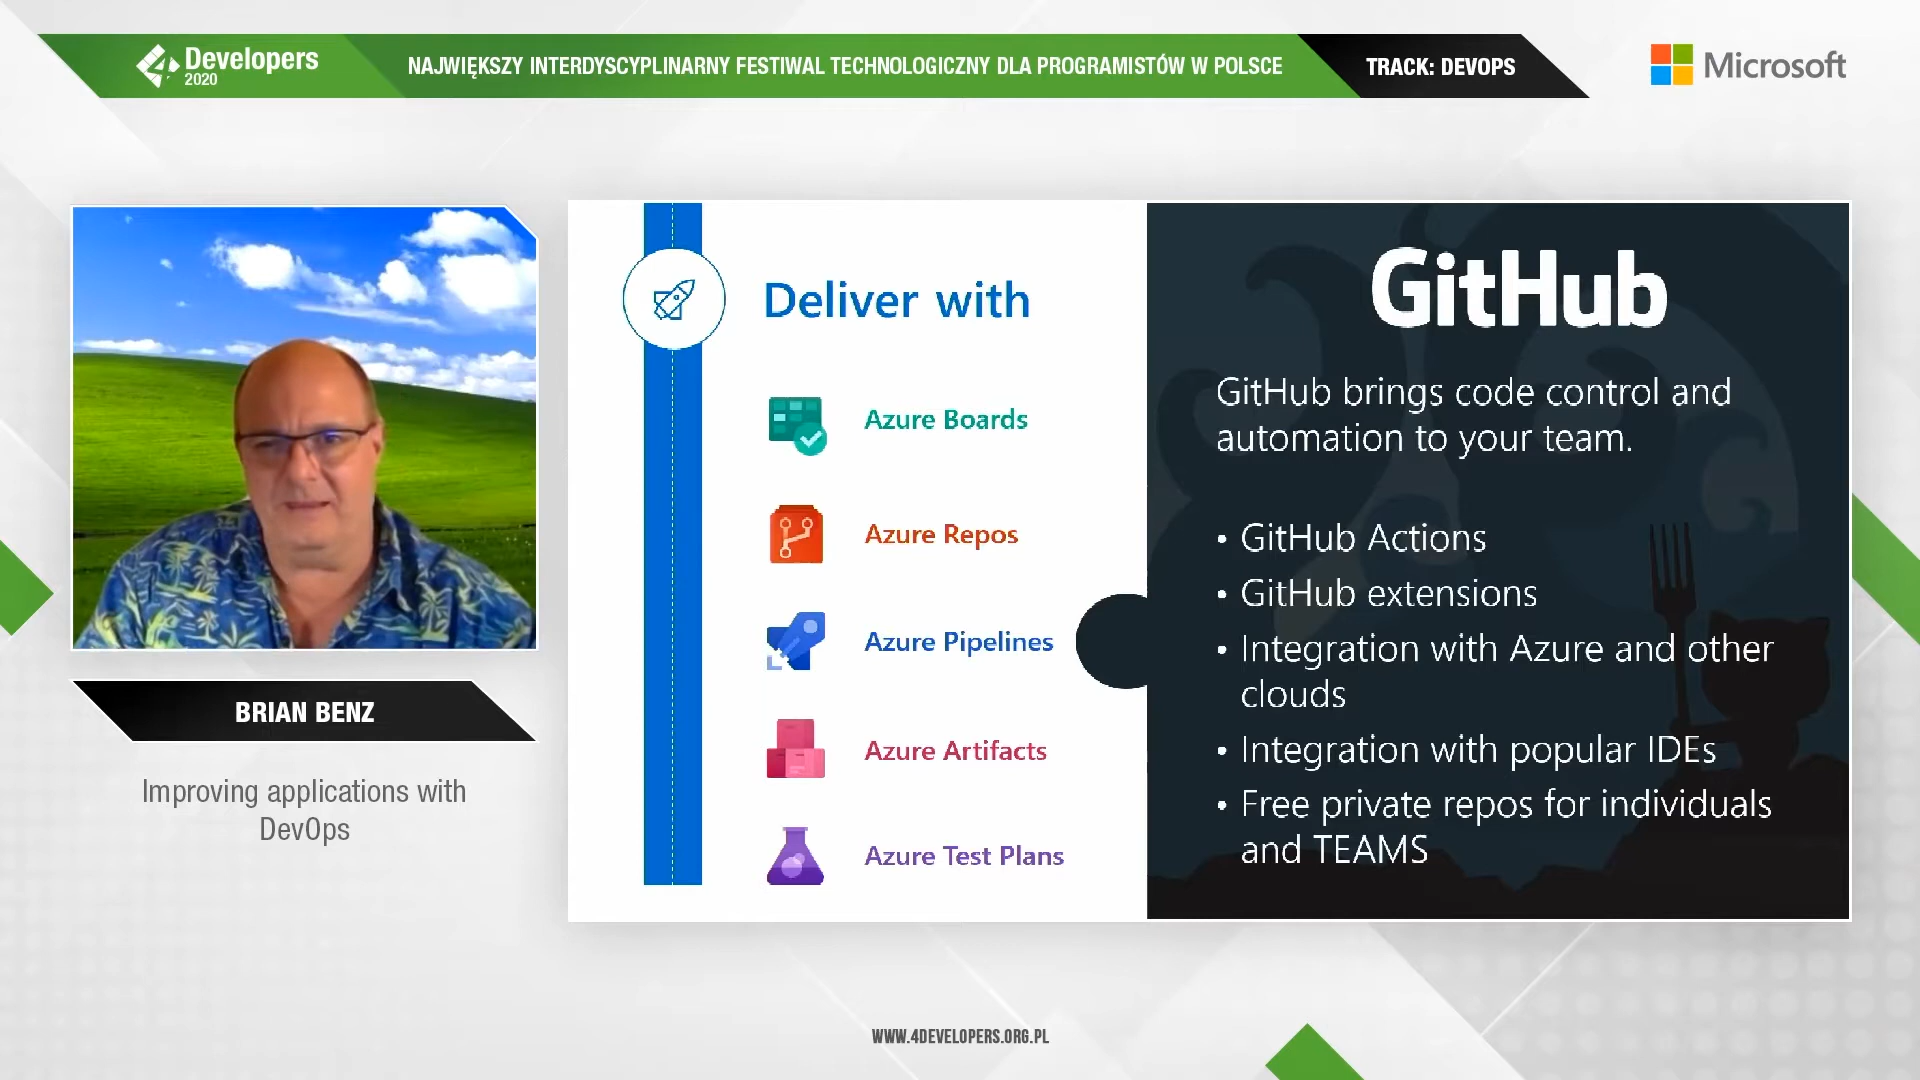 4Developers
2020
NAJWIĘKSZY INTERDYSCYPLINARNY FESTIWAL TECHNOLOGICZNY DLA PROGRAMISTÓW W POLSCE
TRACK: DEVOPS
Microsoft
BRIAN BENZ
Improving applications with
DevOps
Deliver with
Azure Boards
Azure Repos
Azure Pipelines
Azure Artifacts
Azure Test Plans
GitHub
GitHub brings code control and
automation to your team.
• GitHub Actions
• GitHub extensions
• Integration with Azure and other
clouds
• Integration with popular IDEs
• Free private repos for individuals
and TEAMS
WWW.4DEVELOPERS.ORG.PL